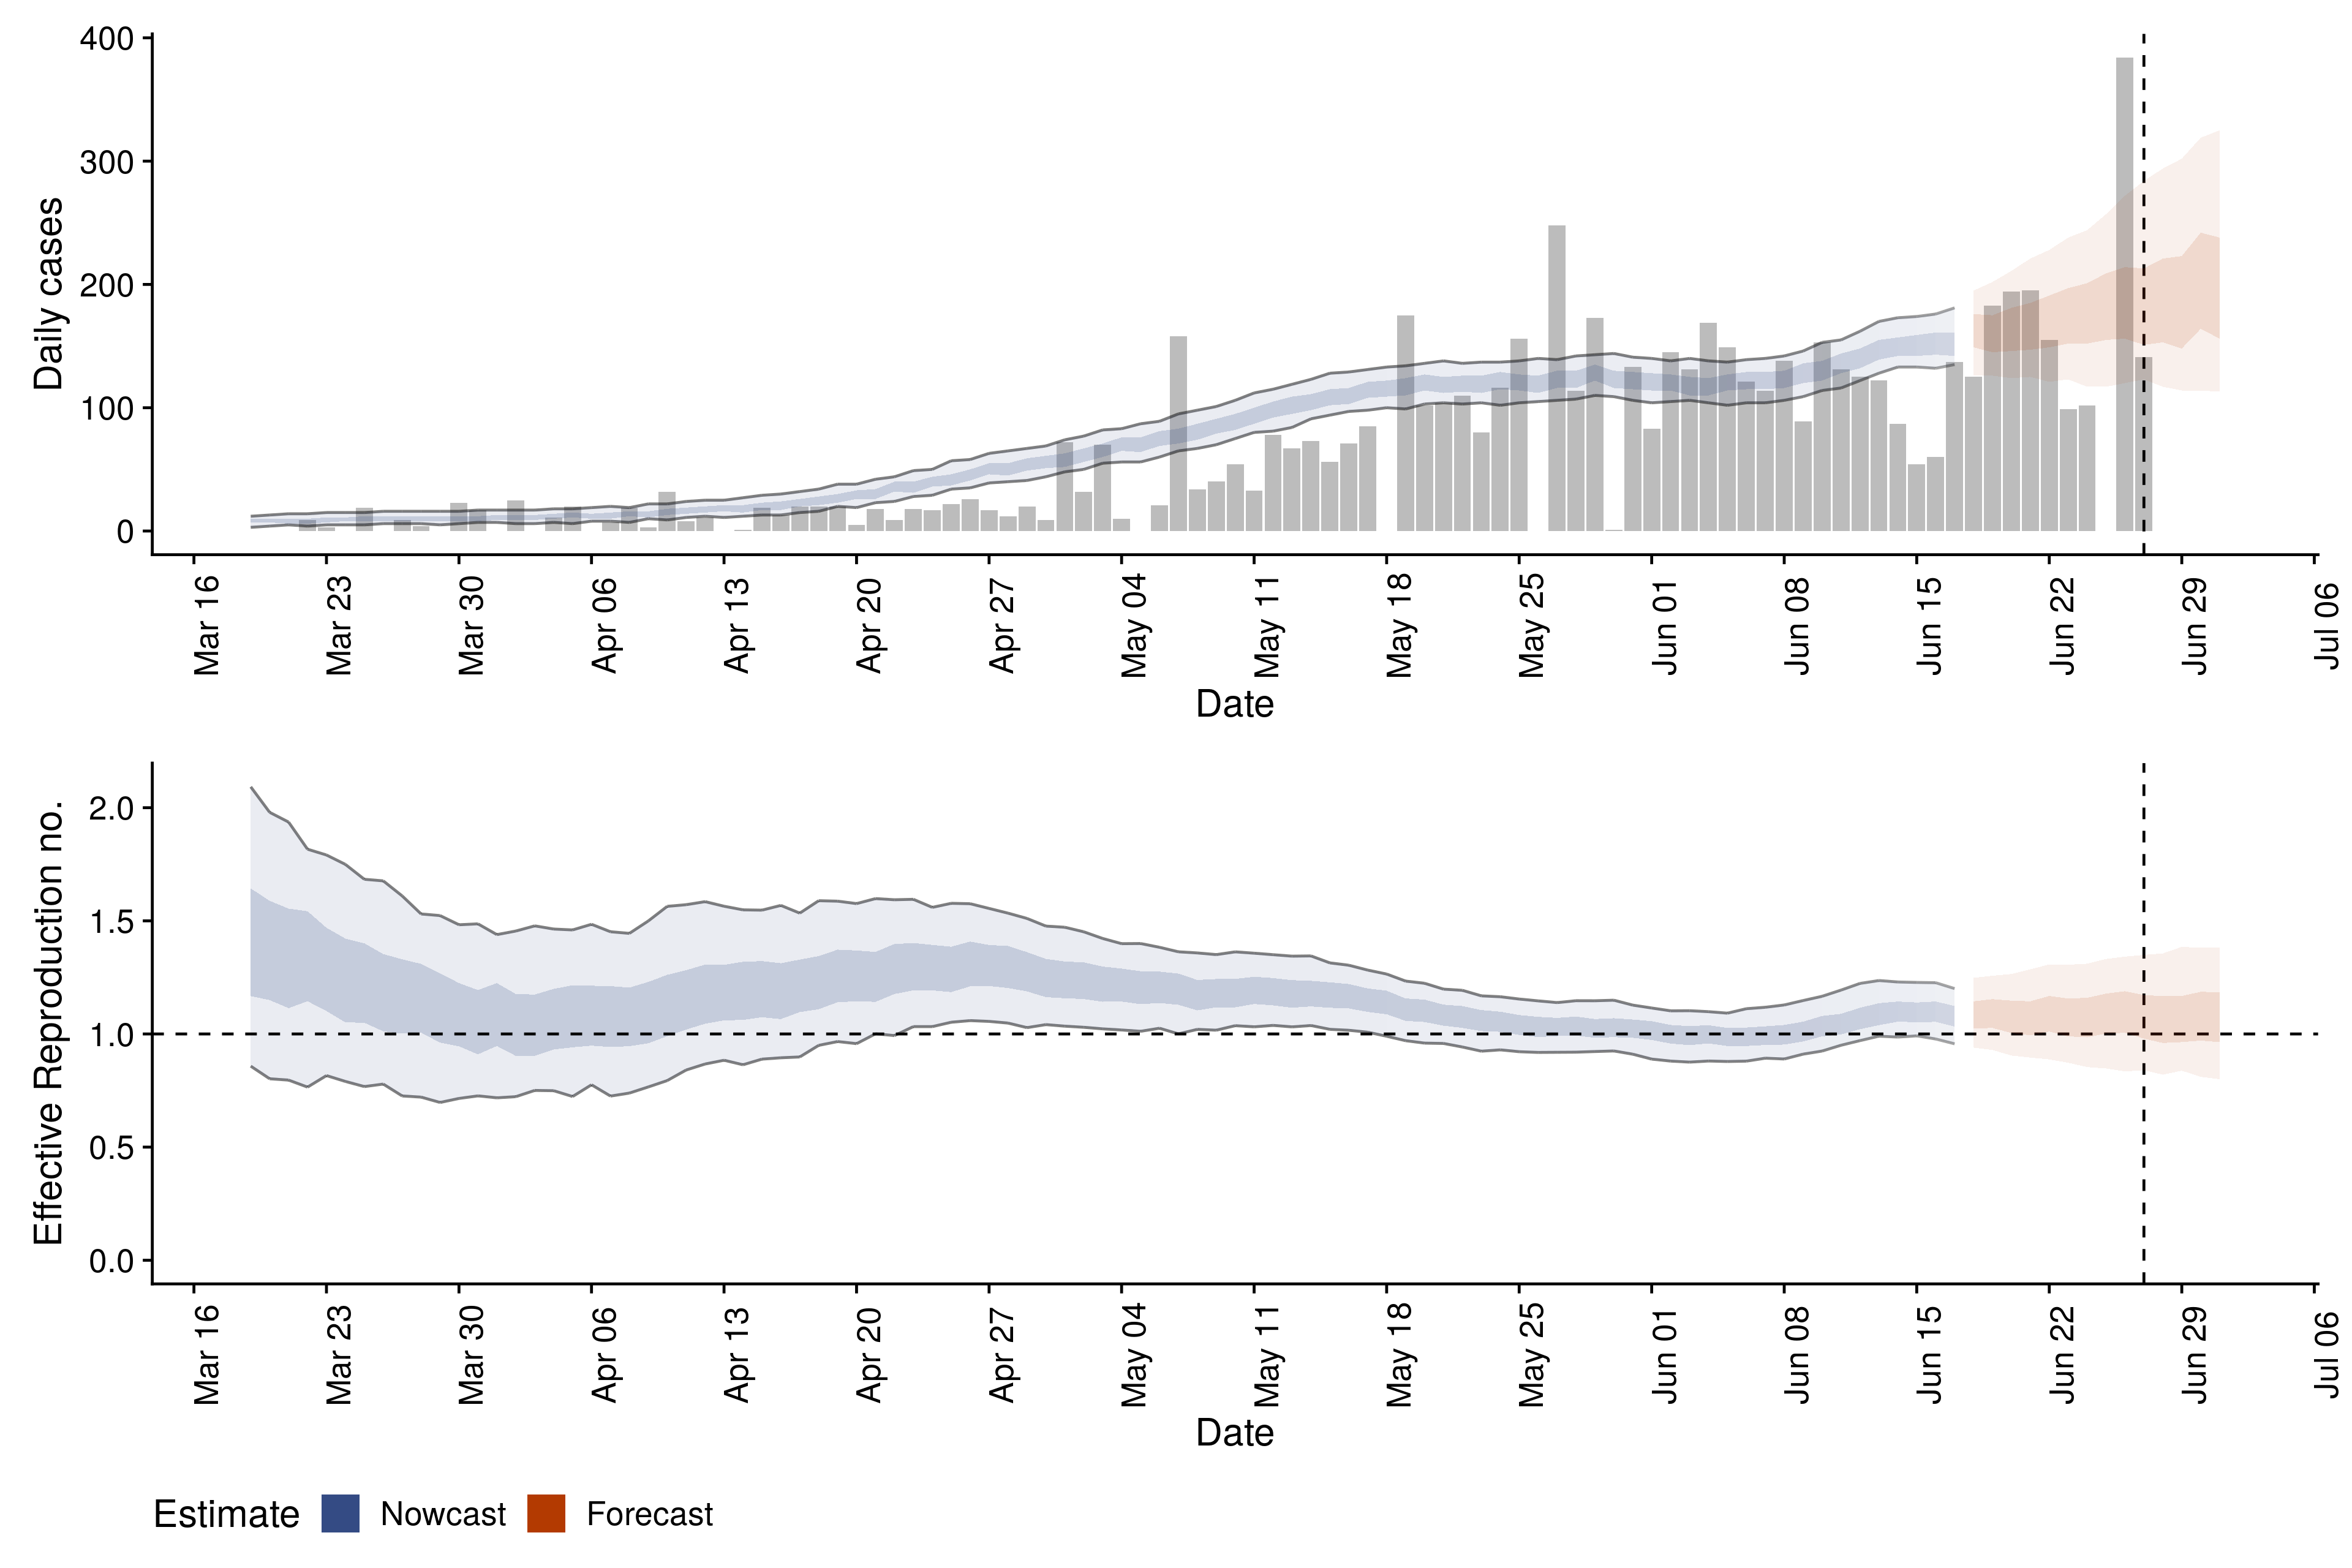 400
300
200
100
0
Daily cases
Mar 16
Mar 23
Mar 30
Apr 06
Apr 13
Apr 20
Apr 27
May 04
May 11
May 18
May 25
Jun 01
Jun 08
Jun 15
Jun 22
Jun 29
Jul 06
Date
2.0
1.5
1.0
0.5
0.0
Effective Reproduction no.
Mar 16
Mar 23
Mar 30
Apr 06
Apr 13
Apr 20
Apr 27
May 04
May 11
May 18
May 25
Jun 01
Jun 08
Jun 15
Jun 22
Jun 29
Jul 06
Date
Estimate Nowcast Forecast